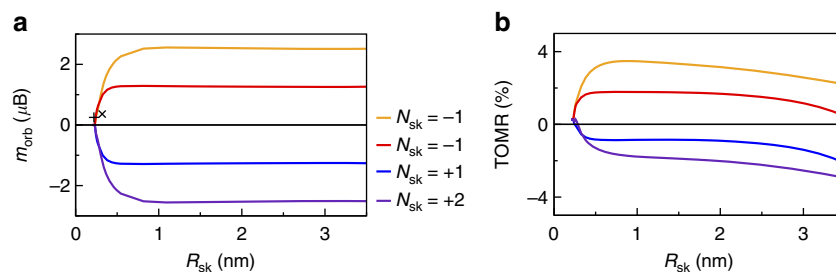 a
b
2
0
−2
m_orb (μB)
0
1
2
3
R_sk (nm)
N_sk = −1
N_sk = −1
N_sk = +1
N_sk = +2
4
0
−4
TOMR (%)
0
1
2
3
R_sk (nm)